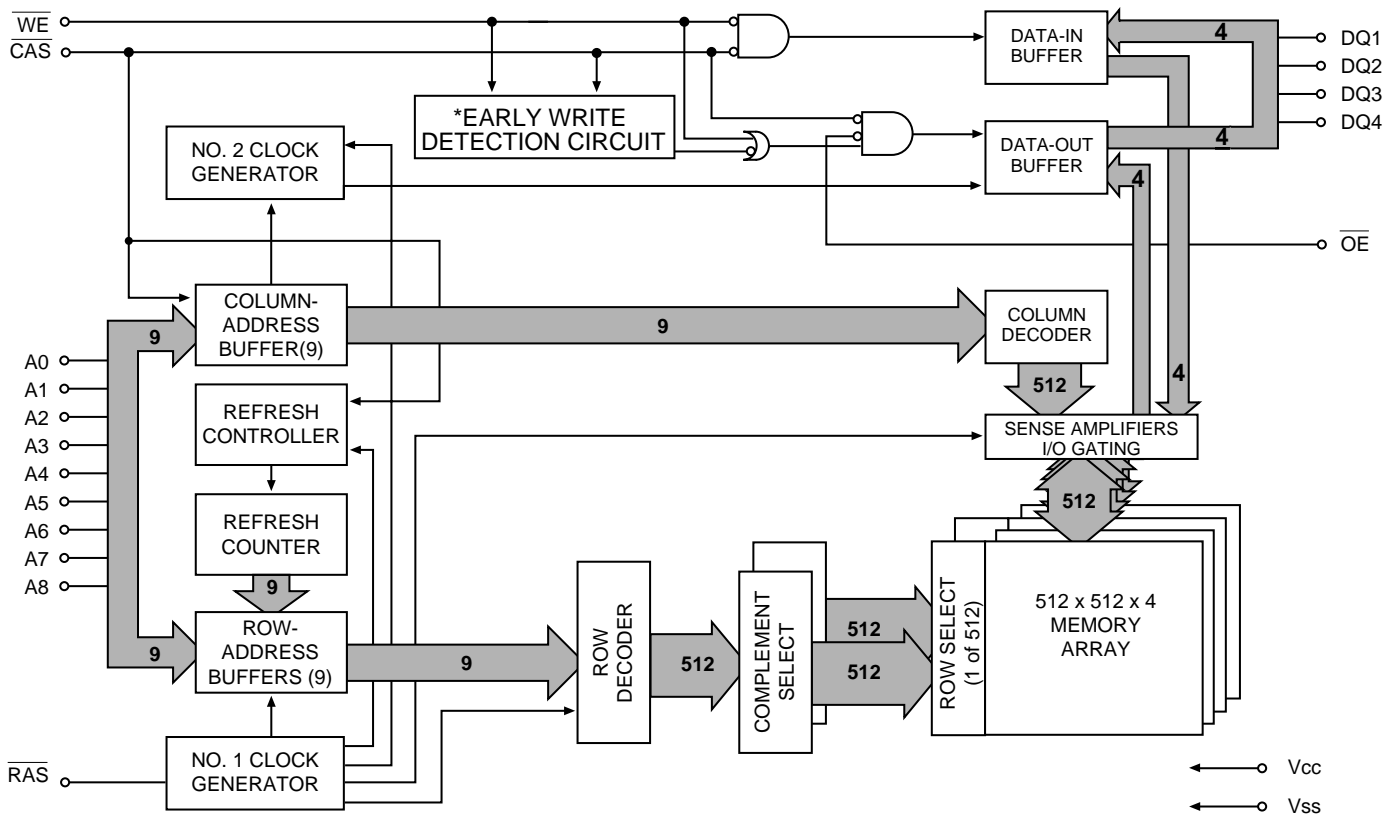 WE
CAS
DATA-IN
BUFFER
4
DQ1
DQ2
DQ3
DQ4
*EARLY WRITE
DETECTION CIRCUIT
NO. 2 CLOCK
GENERATOR
DATA-OUT
BUFFER
4
4
OE
COLUMN-
ADDRESS
BUFFER(9)
9
9
COLUMN
DECODER
4
512
A0
A1
A2
A3
A4
A5
A6
A7
A8
REFRESH
CONTROLLER
SENSE AMPLIFIERS
I/O GATING
512
REFRESH
COUNTER
9
ROW-
ADDRESS
BUFFERS (9)
9
9
ROW
DECODER
512
COMPLEMENT
SELECT
512
512
ROW SELECT
(1 of 512)
512 x 512 x 4
MEMORY
ARRAY
RAS
NO. 1 CLOCK
GENERATOR
Vcc
Vss